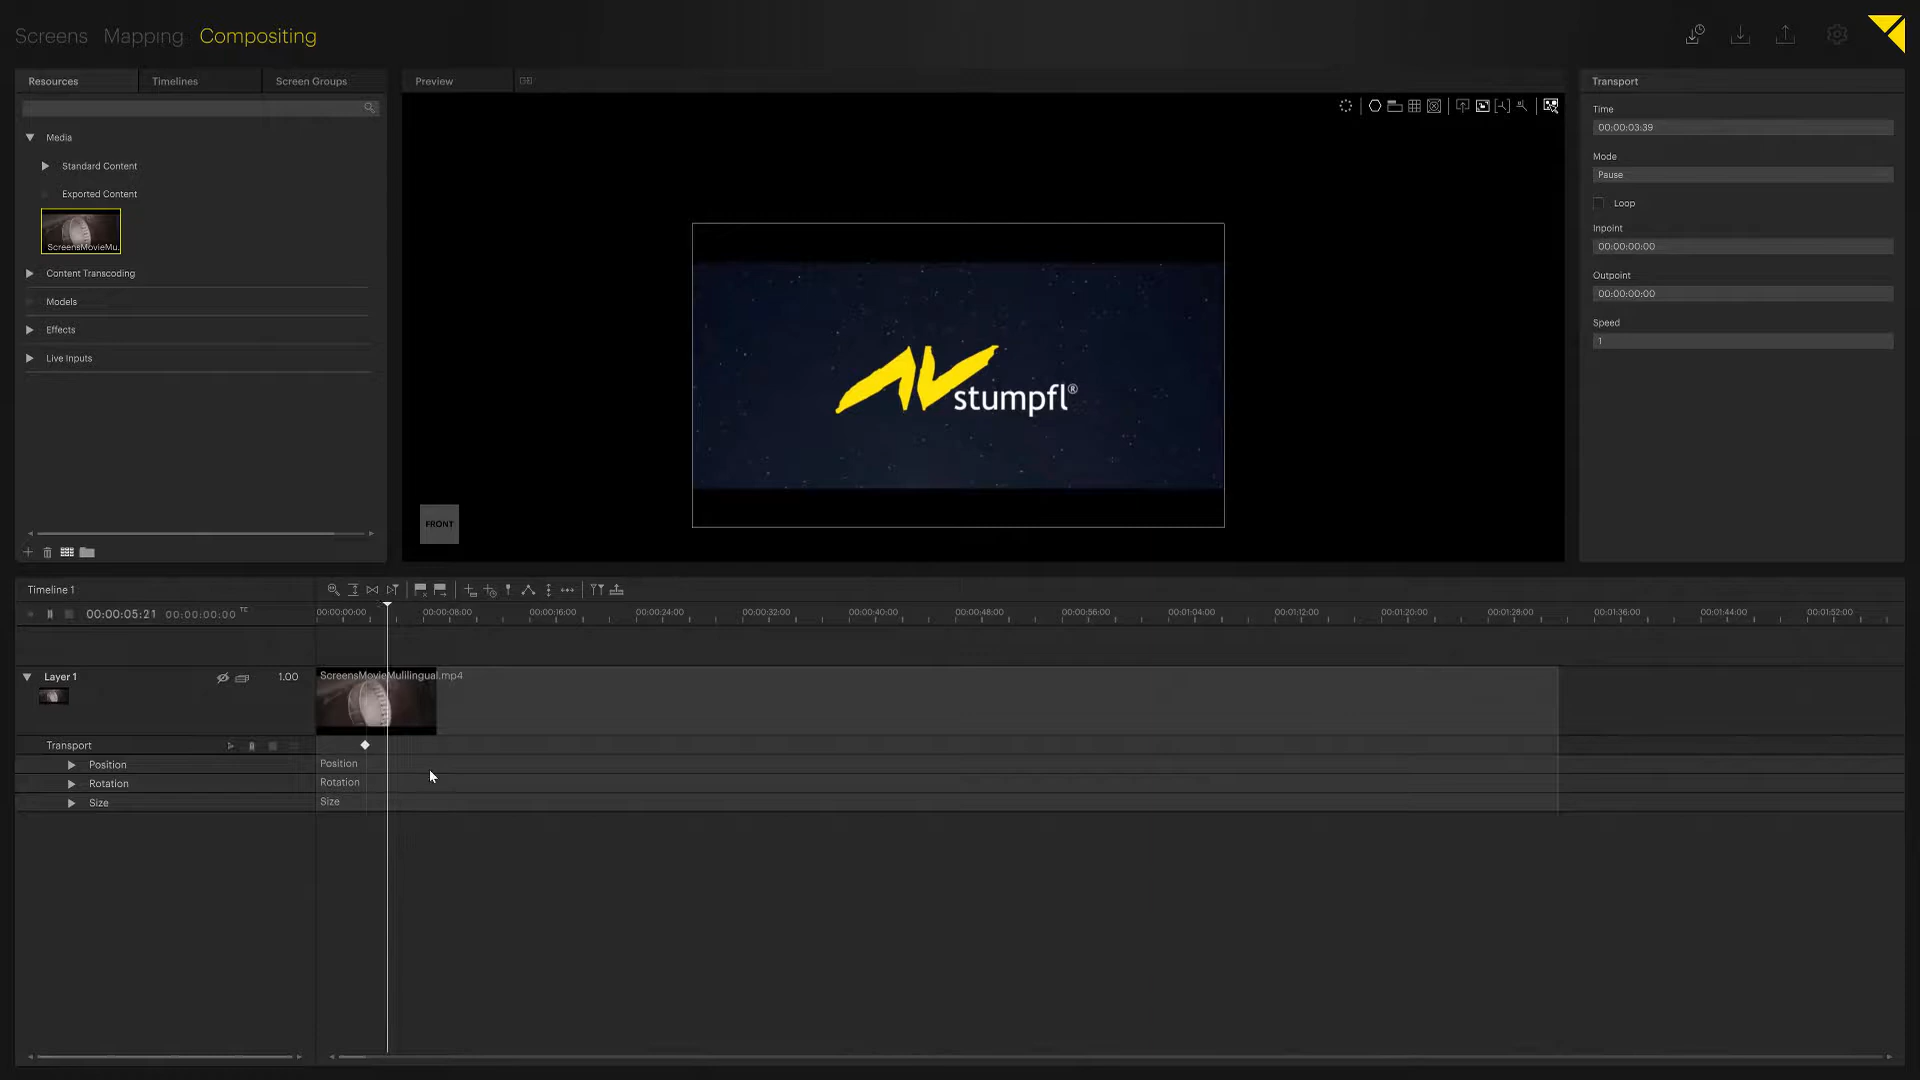 Screens Mapping Compositing
Resources Timelines Screen Groups
Preview
Transport
Media
Standard Content
Exported Content
ScreensMovieMu.
Content Transcoding
Models
Effects
Live Inputs
stumpfl®
FRONT
Time
00:00:03:39
Mode
Pause
Loop
Inpoint
00:00:00:00
Outpoint
00:00:00:00
Speed
1
Timeline 1
00:00:05:21 00:00:00:00 TE
00:00:00:00 00:00:08:00 00:00:16:00 00:00:24:00 00:00:32:00 00:00:40:00 00:00:48:00 00:00:56:00 00:01:04:00 00:01:12:00 00:01:20:00 00:01:28:00 00:01:36:00 00:01:44:00 00:01:52:00
Layer 1 1.00
ScreensMovieMulilingual.mp4
Transport
Position Position
Rotation Rotation
Size Size